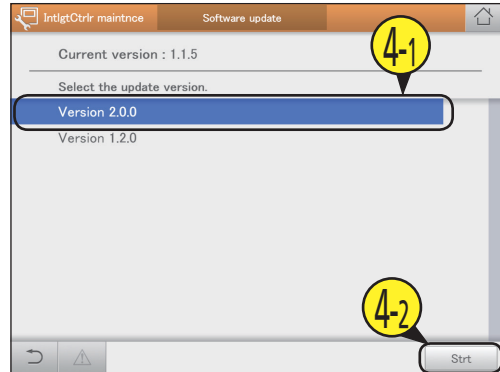 IntlgtCtrlr maintnce
Software update
Current version : 1.1.5
4-1
Select the update version.
Version 2.0.0
Version 1.2.0
4-2
Strt